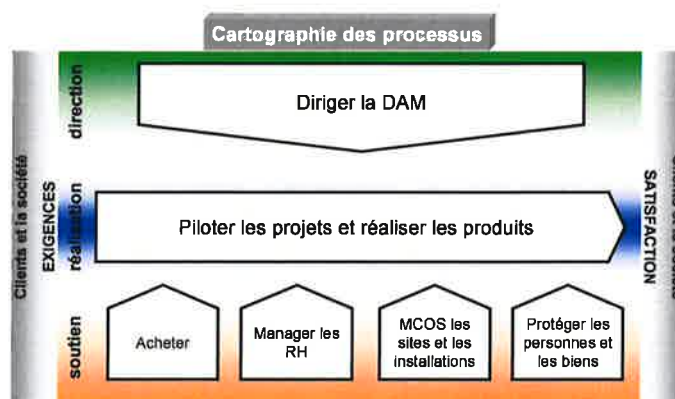 Cartographie des processus
direction
Diriger la DAM
Clients et la société
EXIGENCES
réalisation
Piloter les projets et réaliser les produits
SATISFACTION
soutien
Acheter
Manager les
RH
MCOS les
sites et les
installations
Protéger les
personnes et
les biens